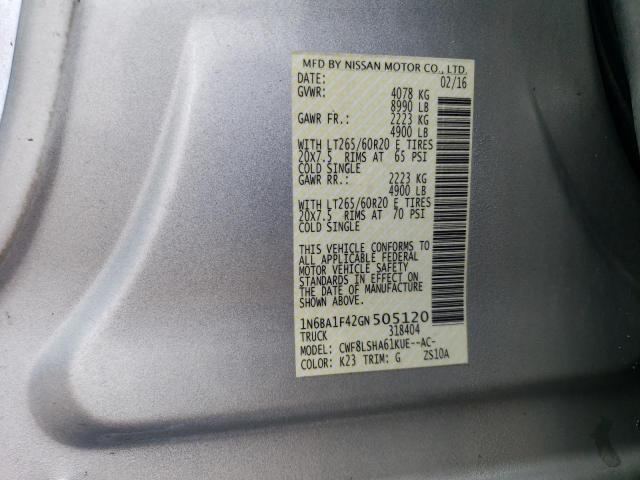 MFD BY NISSAN MOTOR CO., LTD.
DATE: 02/16
GVWR: 4078 KG
8990 LB
GAWR FR.: 2223 KG
4900 LB
WITH LT265/60R20 E TIRES
20X7.5 RIMS AT 65 PSI
COLD SINGLE
GAWR RR.: 2223 KG
4900 LB
WITH LT265/60R20 E TIRES
20X7.5 RIMS AT 70 PSI
COLD SINGLE
THIS VEHICLE CONFORMS TO
ALL APPLICABLE FEDERAL
MOTOR VEHICLE SAFETY
STANDARDS IN EFFECT ON
THE DATE OF MANUFACTURE
SHOWN ABOVE.
1N6BA1F42GN505120
TRUCK 318404
MODEL: CWF8LSHA61KUE--AC-
COLOR: K23 TRIM: G ZS10A